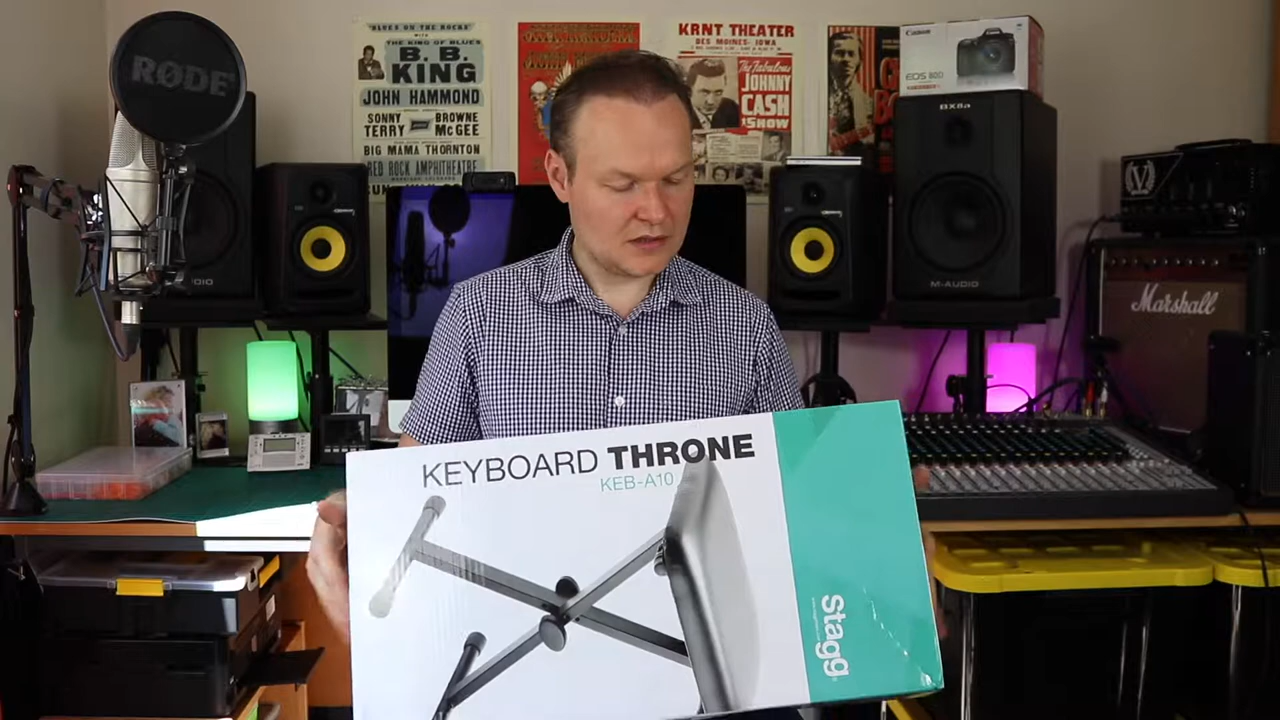 RØDE
"BLUES ON THE ROCKS"
WITH
THE KING OF BLUES
B. B.
KING
JOHN HAMMOND
SONNY TERRY
BROWNE McGEE
BIG MAMA THORNTON
RED ROCK AMPHITHEATRE
KRNT THEATER
DES MOINES - IOWA
The Fabulous
JOHNNY
CASH
SHOW
Canon
EOS 80D
BX8a
M-AUDIO
Marshall
KEYBOARD THRONE
KEB-A10
Stagg